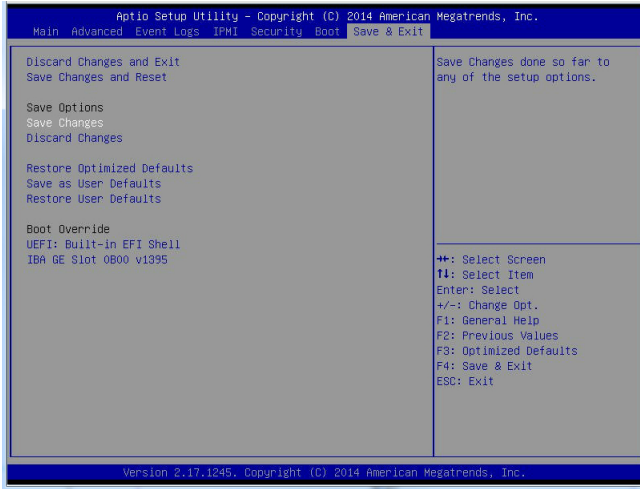 Aptio Setup Utility – Copyright (C) 2014 American Megatrends, Inc.
Main Advanced Event Logs IPMI Security Boot Save & Exit
Discard Changes and Exit
Save Changes and Reset
Save Options
Save Changes
Discard Changes
Restore Optimized Defaults
Save as User Defaults
Restore User Defaults
Boot Override
UEFI: Built-in EFI Shell
IBA GE Slot 0B00 v1395
Save Changes done so far to
any of the setup options.
→←: Select Screen
↑↓: Select Item
Enter: Select
+/-: Change Opt.
F1: General Help
F2: Previous Values
F3: Optimized Defaults
F4: Save & Exit
ESC: Exit
Version 2.17.1245. Copyright (C) 2014 American Megatrends, Inc.